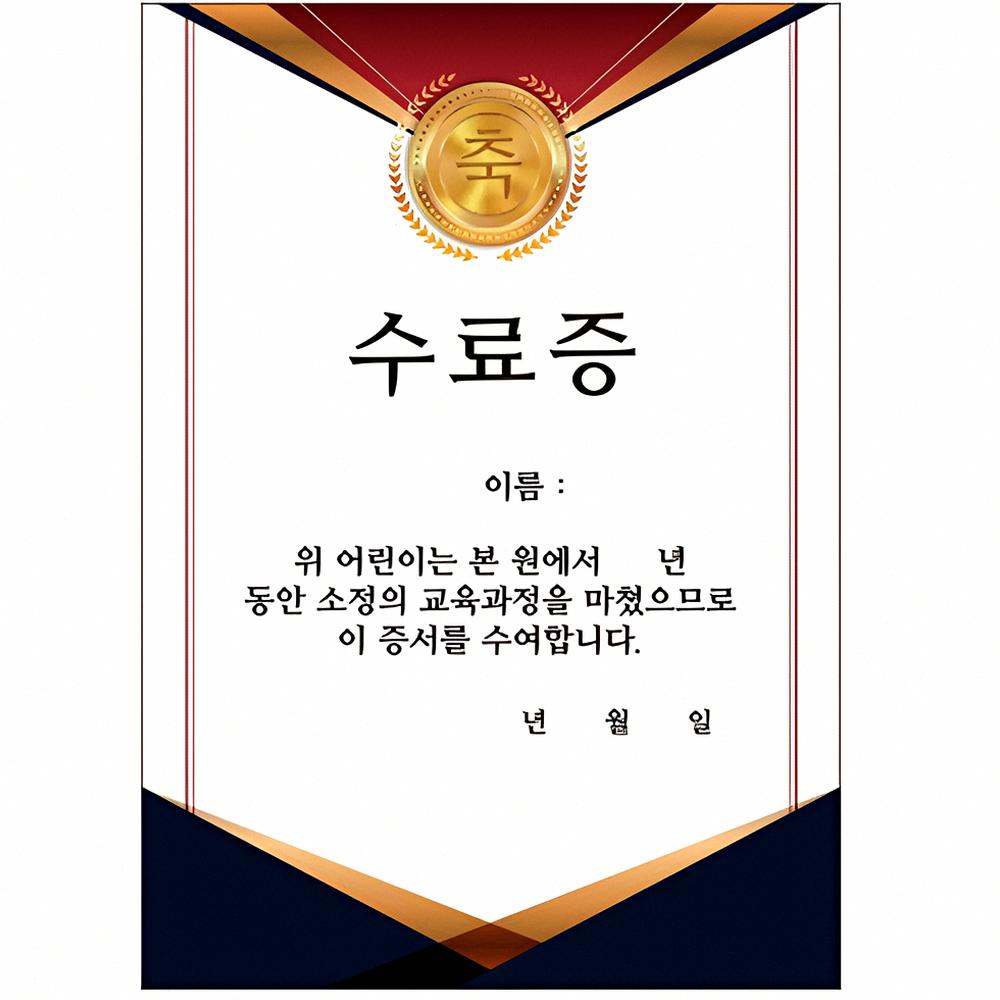 축
수료증
이름 :
위 어린이는 본 원에서 년
동안 소정의 교육과정을 마쳤으므로
이 증서를 수여합니다.
년 월 일